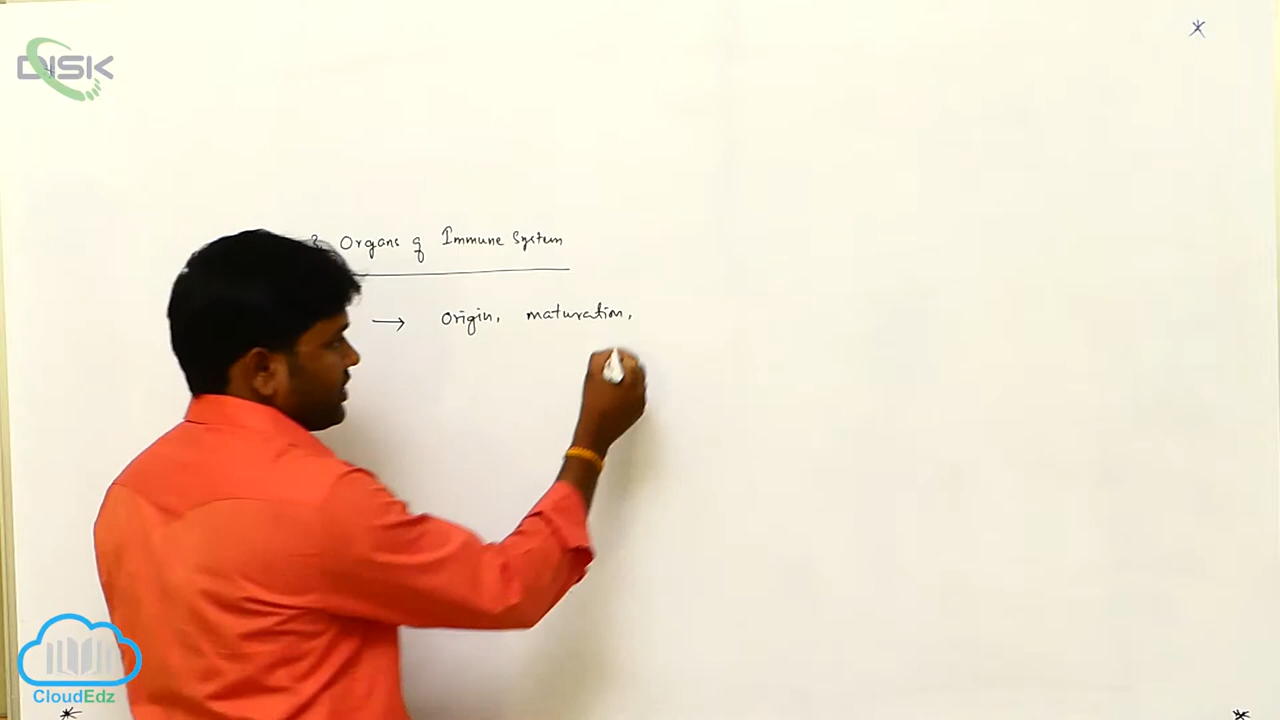 DISK
Organs of Immune System
→ Origin, maturation,
CloudEdz